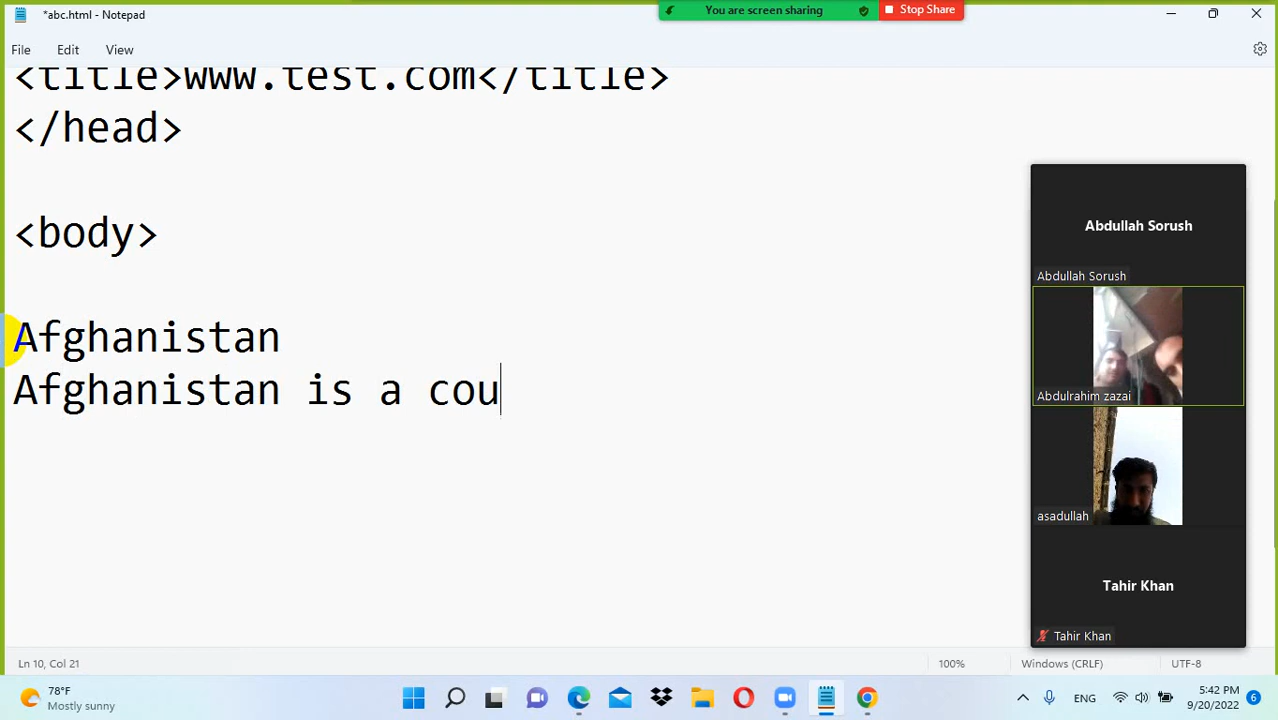 *abc.html - Notepad
You are screen sharing
Stop Share
File Edit View
<title>www.test.com</title>
</head>
<body>
Afghanistan
Afghanistan is a cou
Abdullah Sorush
Abdullah Sorush
Abdulrahim zazai
asadullah
Tahir Khan
Tahir Khan
Ln 10, Col 21
100%
Windows (CRLF)
UTF-8
78°F
Mostly sunny
ENG
5:42 PM
9/20/2022
6